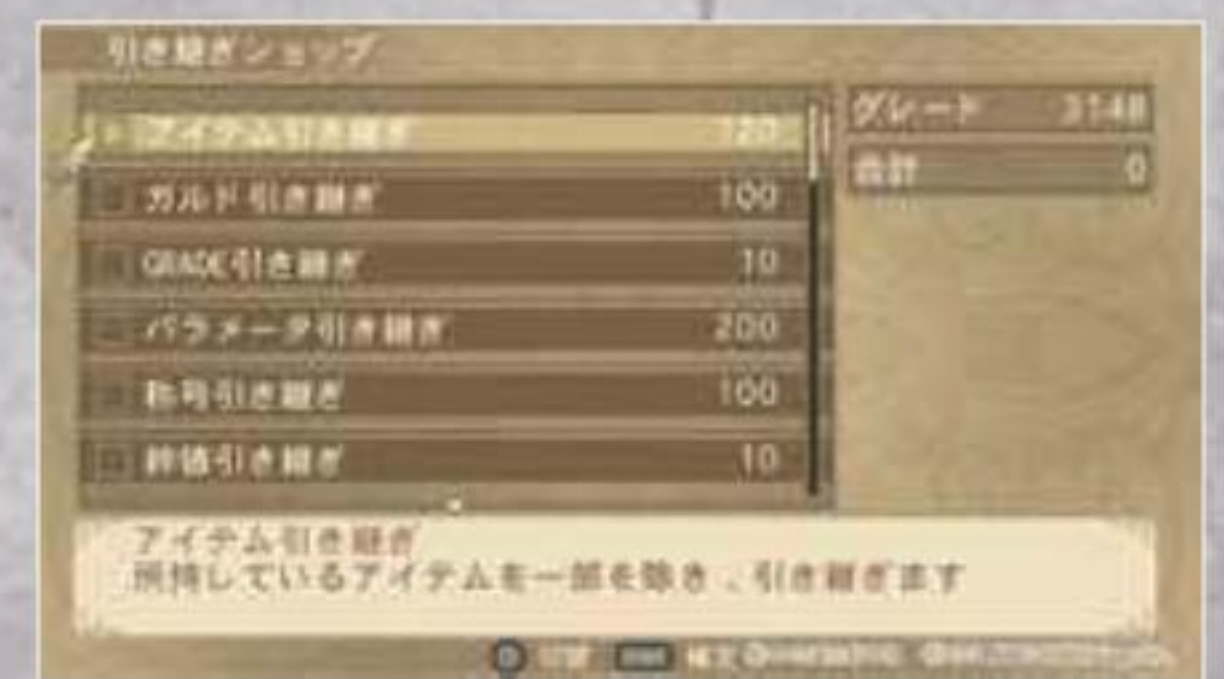 引き継ぎショップ
アイテム引き継ぎ 120
グレード 3148
ガルド引き継ぎ 100
合計 0
GRADE引き継ぎ 10
パラメータ引き継ぎ 200
称号引き継ぎ 100
絆値引き継ぎ 10
アイテム引き継ぎ
所持しているアイテムを一部を除き、引き継ぎます